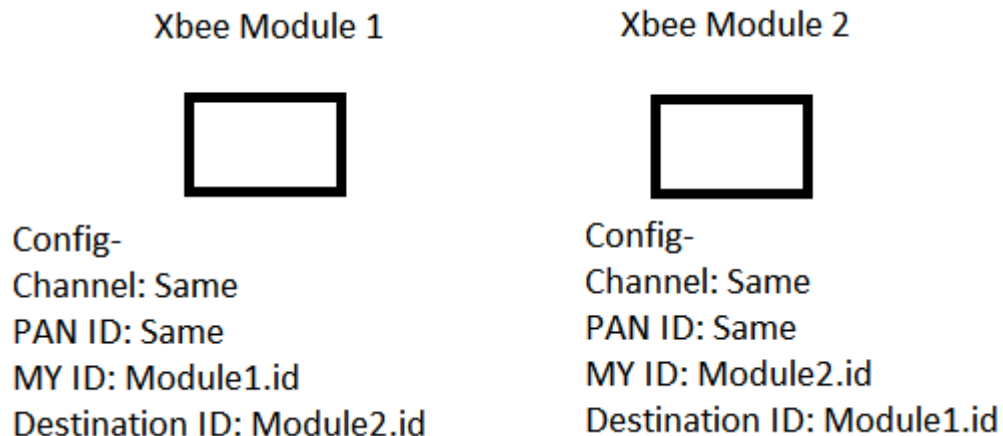 Xbee Module 1
Xbee Module 2
Config-
Channel: Same
PAN ID: Same
MY ID: Module1.id
Destination ID: Module2.id
Config-
Channel: Same
PAN ID: Same
MY ID: Module2.id
Destination ID: Module1.id